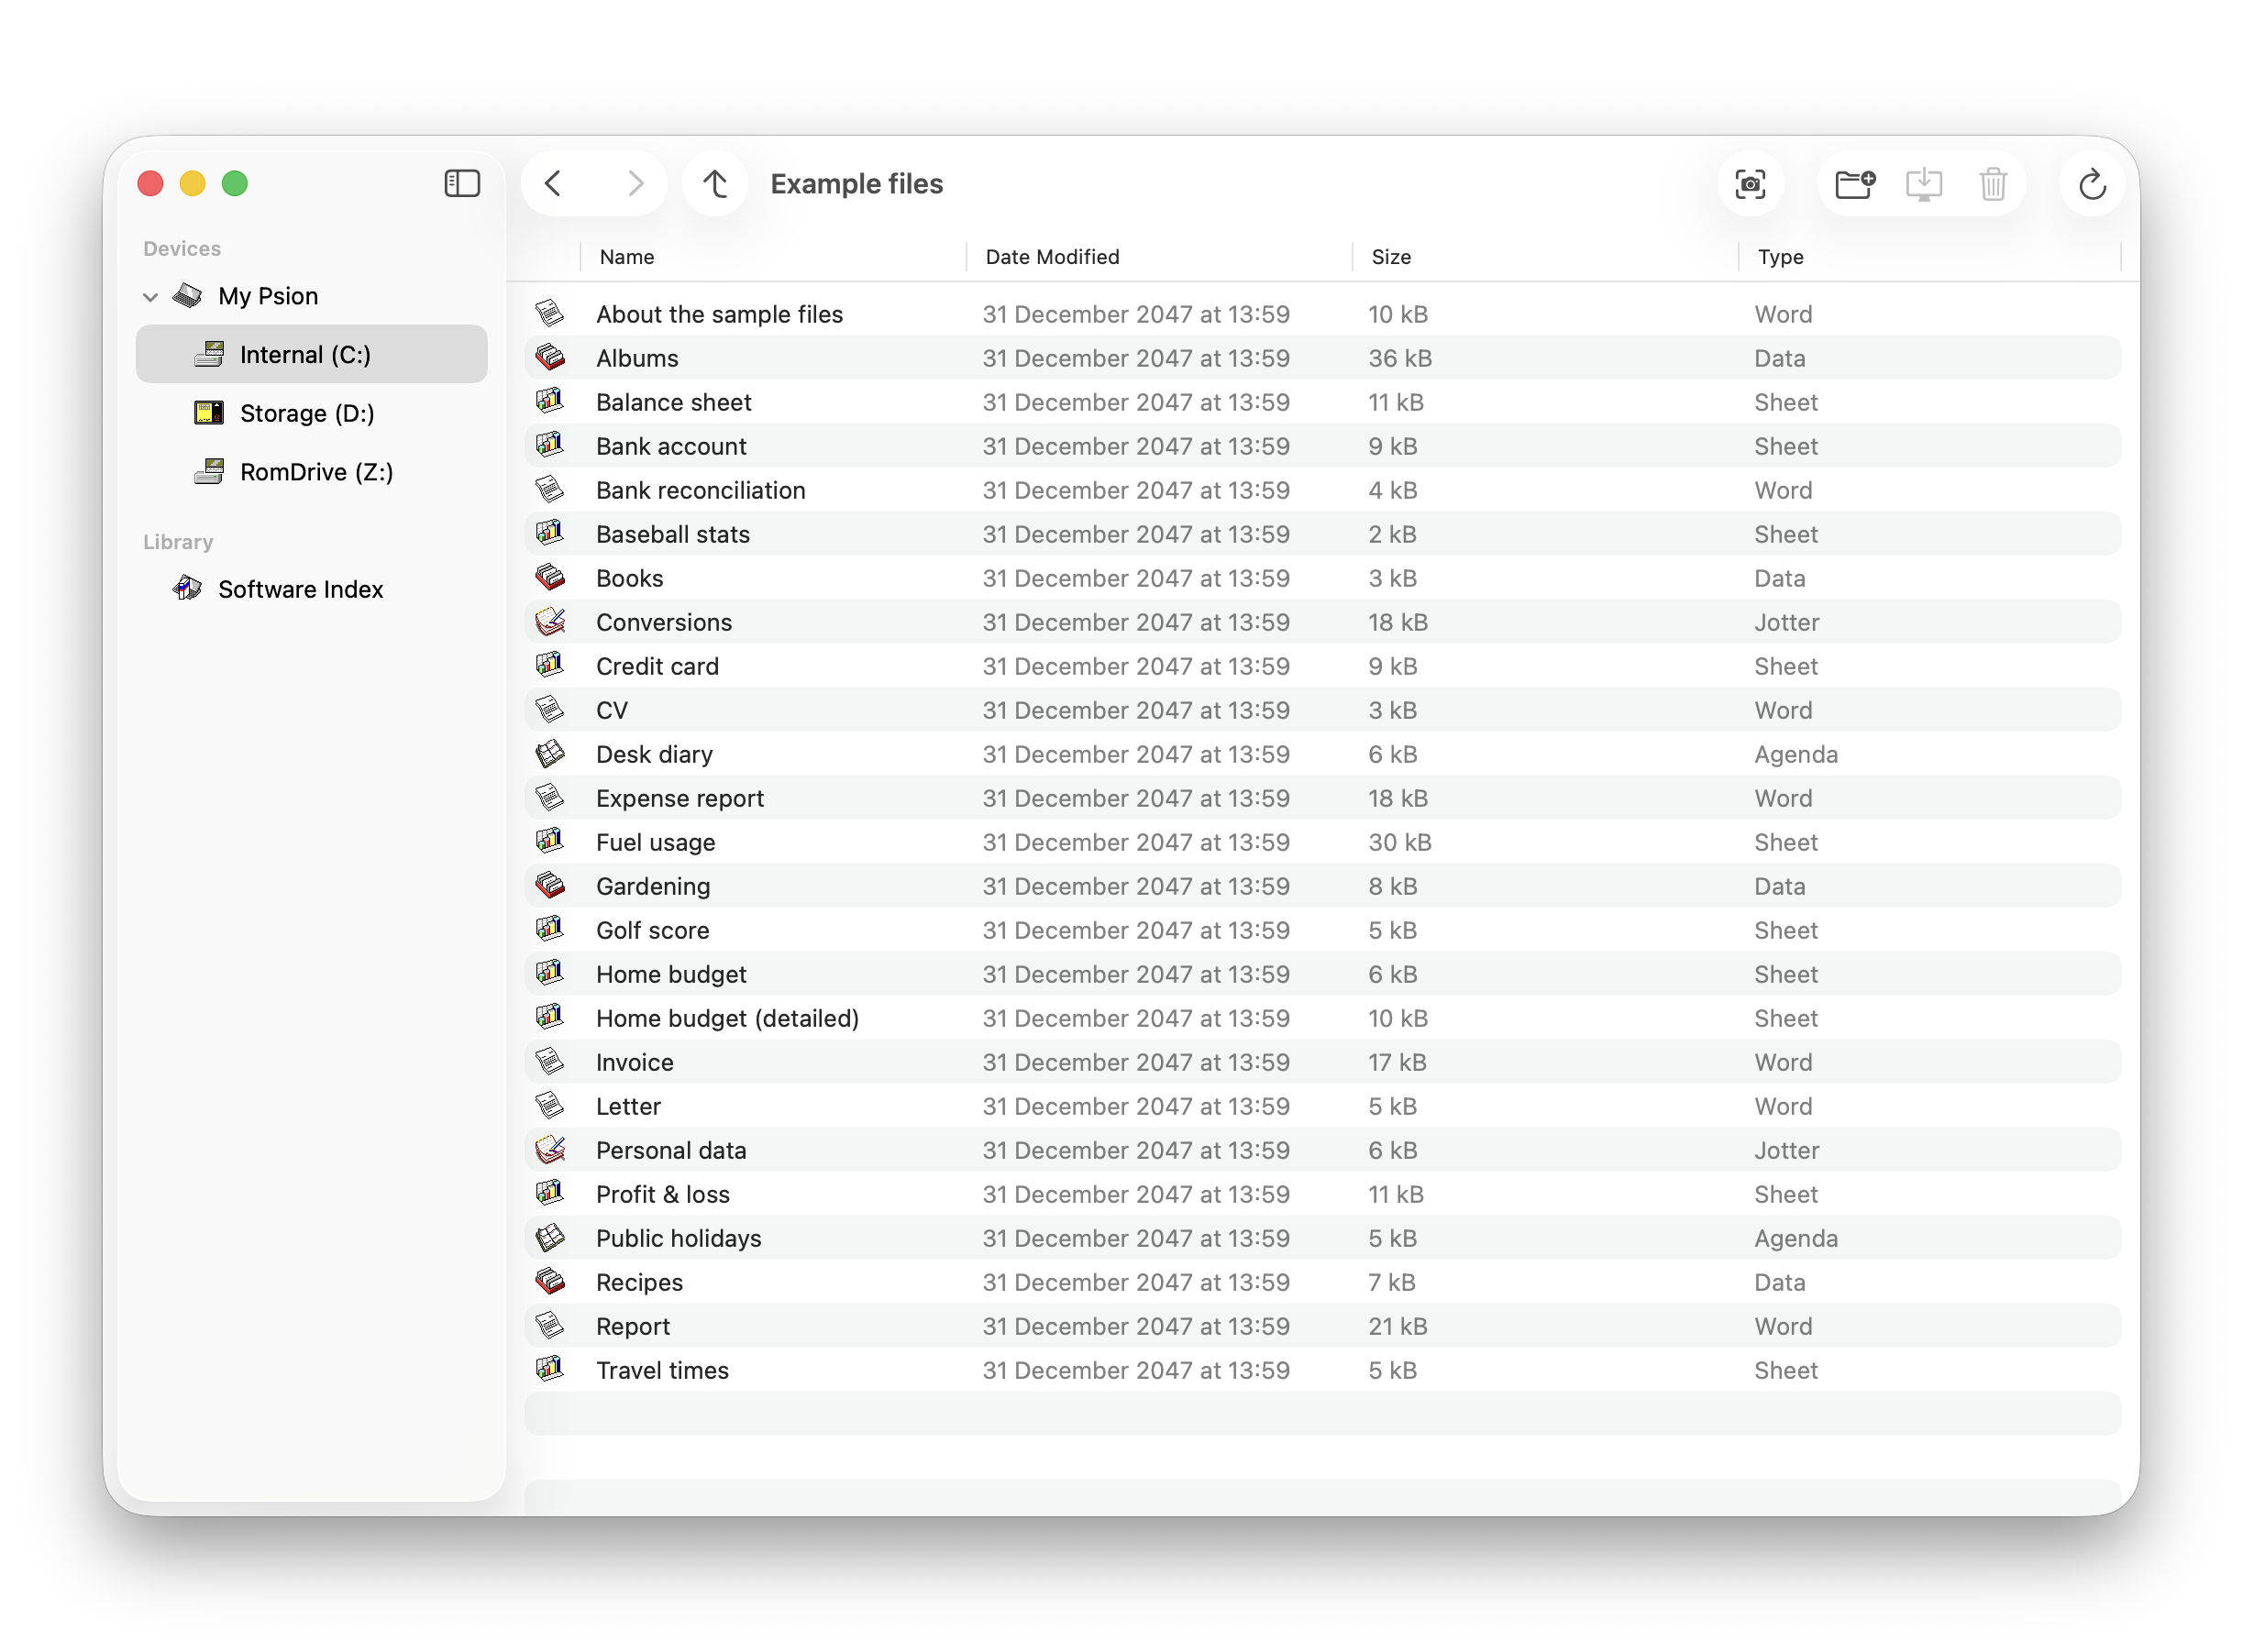 Example files
Devices
My Psion
Internal (C:)
Storage (D:)
RomDrive (Z:)
Library
Software Index
Name Date Modified Size Type
About the sample files 31 December 2047 at 13:59 10 kB Word
Albums 31 December 2047 at 13:59 36 kB Data
Balance sheet 31 December 2047 at 13:59 11 kB Sheet
Bank account 31 December 2047 at 13:59 9 kB Sheet
Bank reconciliation 31 December 2047 at 13:59 4 kB Word
Baseball stats 31 December 2047 at 13:59 2 kB Sheet
Books 31 December 2047 at 13:59 3 kB Data
Conversions 31 December 2047 at 13:59 18 kB Jotter
Credit card 31 December 2047 at 13:59 9 kB Sheet
CV 31 December 2047 at 13:59 3 kB Word
Desk diary 31 December 2047 at 13:59 6 kB Agenda
Expense report 31 December 2047 at 13:59 18 kB Word
Fuel usage 31 December 2047 at 13:59 30 kB Sheet
Gardening 31 December 2047 at 13:59 8 kB Data
Golf score 31 December 2047 at 13:59 5 kB Sheet
Home budget 31 December 2047 at 13:59 6 kB Sheet
Home budget (detailed) 31 December 2047 at 13:59 10 kB Sheet
Invoice 31 December 2047 at 13:59 17 kB Word
Letter 31 December 2047 at 13:59 5 kB Word
Personal data 31 December 2047 at 13:59 6 kB Jotter
Profit & loss 31 December 2047 at 13:59 11 kB Sheet
Public holidays 31 December 2047 at 13:59 5 kB Agenda
Recipes 31 December 2047 at 13:59 7 kB Data
Report 31 December 2047 at 13:59 21 kB Word
Travel times 31 December 2047 at 13:59 5 kB Sheet